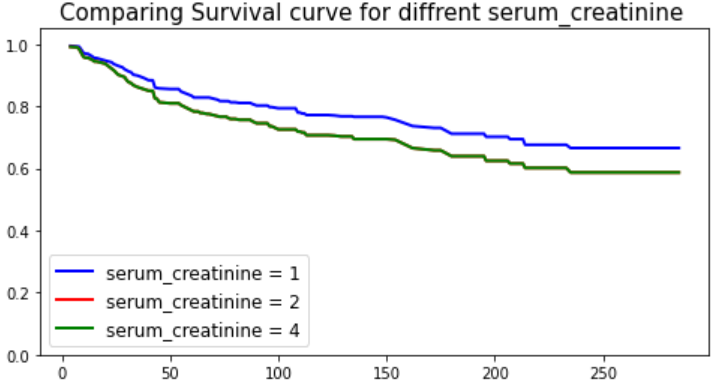 Comparing Survival curve for diffrent serum_creatinine
1.0
0.8
0.6
0.4
0.2
0.0
serum_creatinine = 1
serum_creatinine = 2
serum_creatinine = 4
0 50 100 150 200 250